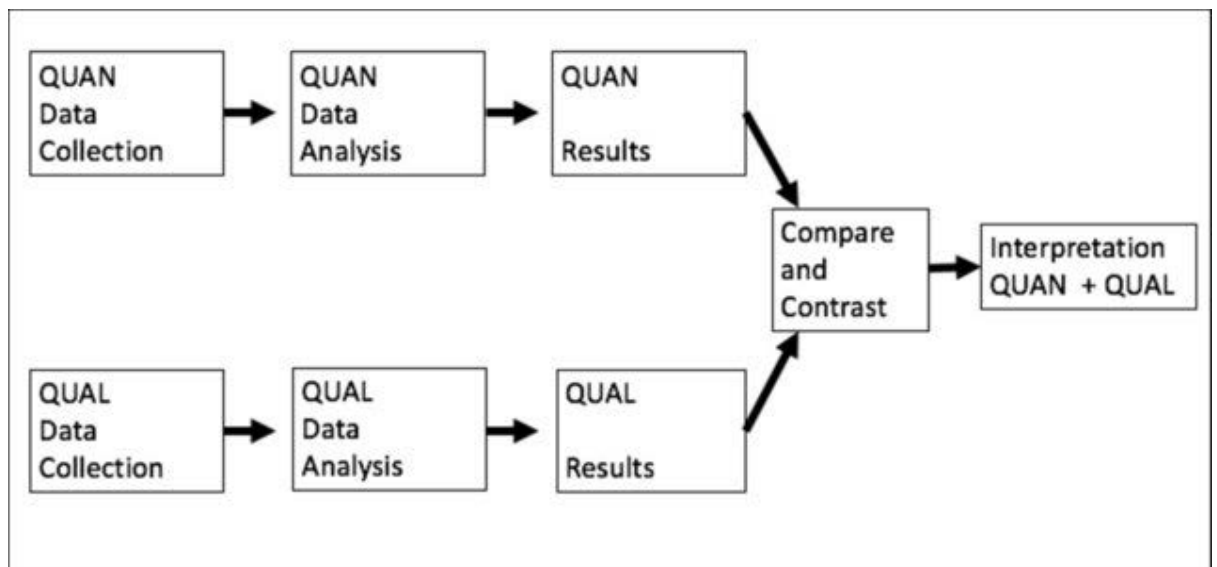 QUAN
Data
Collection
QUAN
Data
Analysis
QUAN
Results
Compare
and
Contrast
Interpretation
QUAN + QUAL
QUAL
Data
Collection
QUAL
Data
Analysis
QUAL
Results